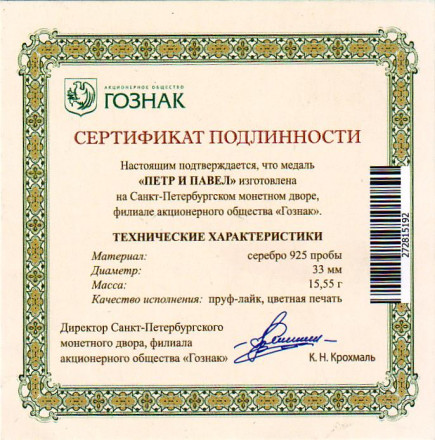 АКЦИОНЕРНОЕ ОБЩЕСТВО
ГОЗНАК
СЕРТИФИКАТ ПОДЛИННОСТИ
Настоящим подтверждается, что медаль
«ПЕТР И ПАВЕЛ» изготовлена
на Санкт-Петербургском монетном дворе,
филиале акционерного общества «Гознак».
ТЕХНИЧЕСКИЕ ХАРАКТЕРИСТИКИ
Материал: серебро 925 пробы
Диаметр: 33 мм
Масса: 15,55 г
Качество исполнения: пруф-лайк, цветная печать
Директор Санкт-Петербургского
монетного двора, филиала
акционерного общества «Гознак»
К. Н. Крохмаль
272815192